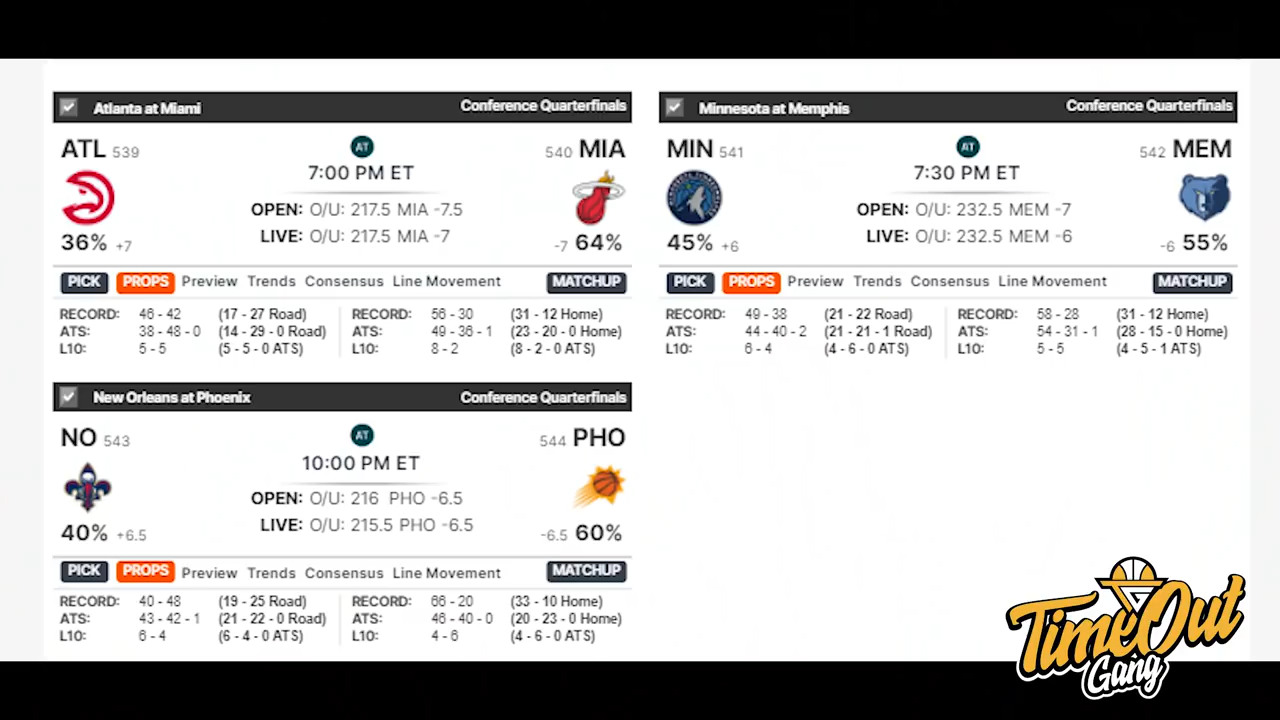 Atlanta at Miami Conference Quarterfinals
ATL 539 AT 540 MIA
7:00 PM ET
OPEN: O/U: 217.5 MIA -7.5
LIVE: O/U: 217.5 MIA -7
36% +7 -7 64%
PICK PROPS Preview Trends Consensus Line Movement MATCHUP
RECORD: 46 - 42 (17 - 27 Road) RECORD: 56 - 30 (31 - 12 Home)
ATS: 38 - 48 - 0 (14 - 29 - 0 Road) ATS: 49 - 36 - 1 (23 - 20 - 0 Home)
L10: 5 - 5 (5 - 5 - 0 ATS) L10: 8 - 2 (8 - 2 - 0 ATS)
Minnesota at Memphis Conference Quarterfinals
MIN 541 AT 542 MEM
7:30 PM ET
OPEN: O/U: 232.5 MEM -7
LIVE: O/U: 232.5 MEM -6
45% +6 -6 55%
PICK PROPS Preview Trends Consensus Line Movement MATCHUP
RECORD: 49 - 38 (21 - 22 Road) RECORD: 58 - 28 (31 - 12 Home)
ATS: 44 - 40 - 2 (21 - 21 - 1 Road) ATS: 54 - 31 - 1 (28 - 15 - 0 Home)
L10: 6 - 4 (4 - 6 - 0 ATS) L10: 5 - 5 (4 - 5 - 1 ATS)
New Orleans at Phoenix Conference Quarterfinals
NO 543 AT 544 PHO
10:00 PM ET
OPEN: O/U: 216 PHO -6.5
LIVE: O/U: 215.5 PHO -6.5
40% +6.5 -6.5 60%
PICK PROPS Preview Trends Consensus Line Movement MATCHUP
RECORD: 40 - 48 (19 - 25 Road) RECORD: 66 - 20 (33 - 10 Home)
ATS: 43 - 42 - 1 (21 - 22 - 0 Road) ATS: 46 - 40 - 0 (20 - 23 - 0 Home)
L10: 6 - 4 (6 - 4 - 0 ATS) L10: 4 - 6 (4 - 6 - 0 ATS)
TimeOut
Gang